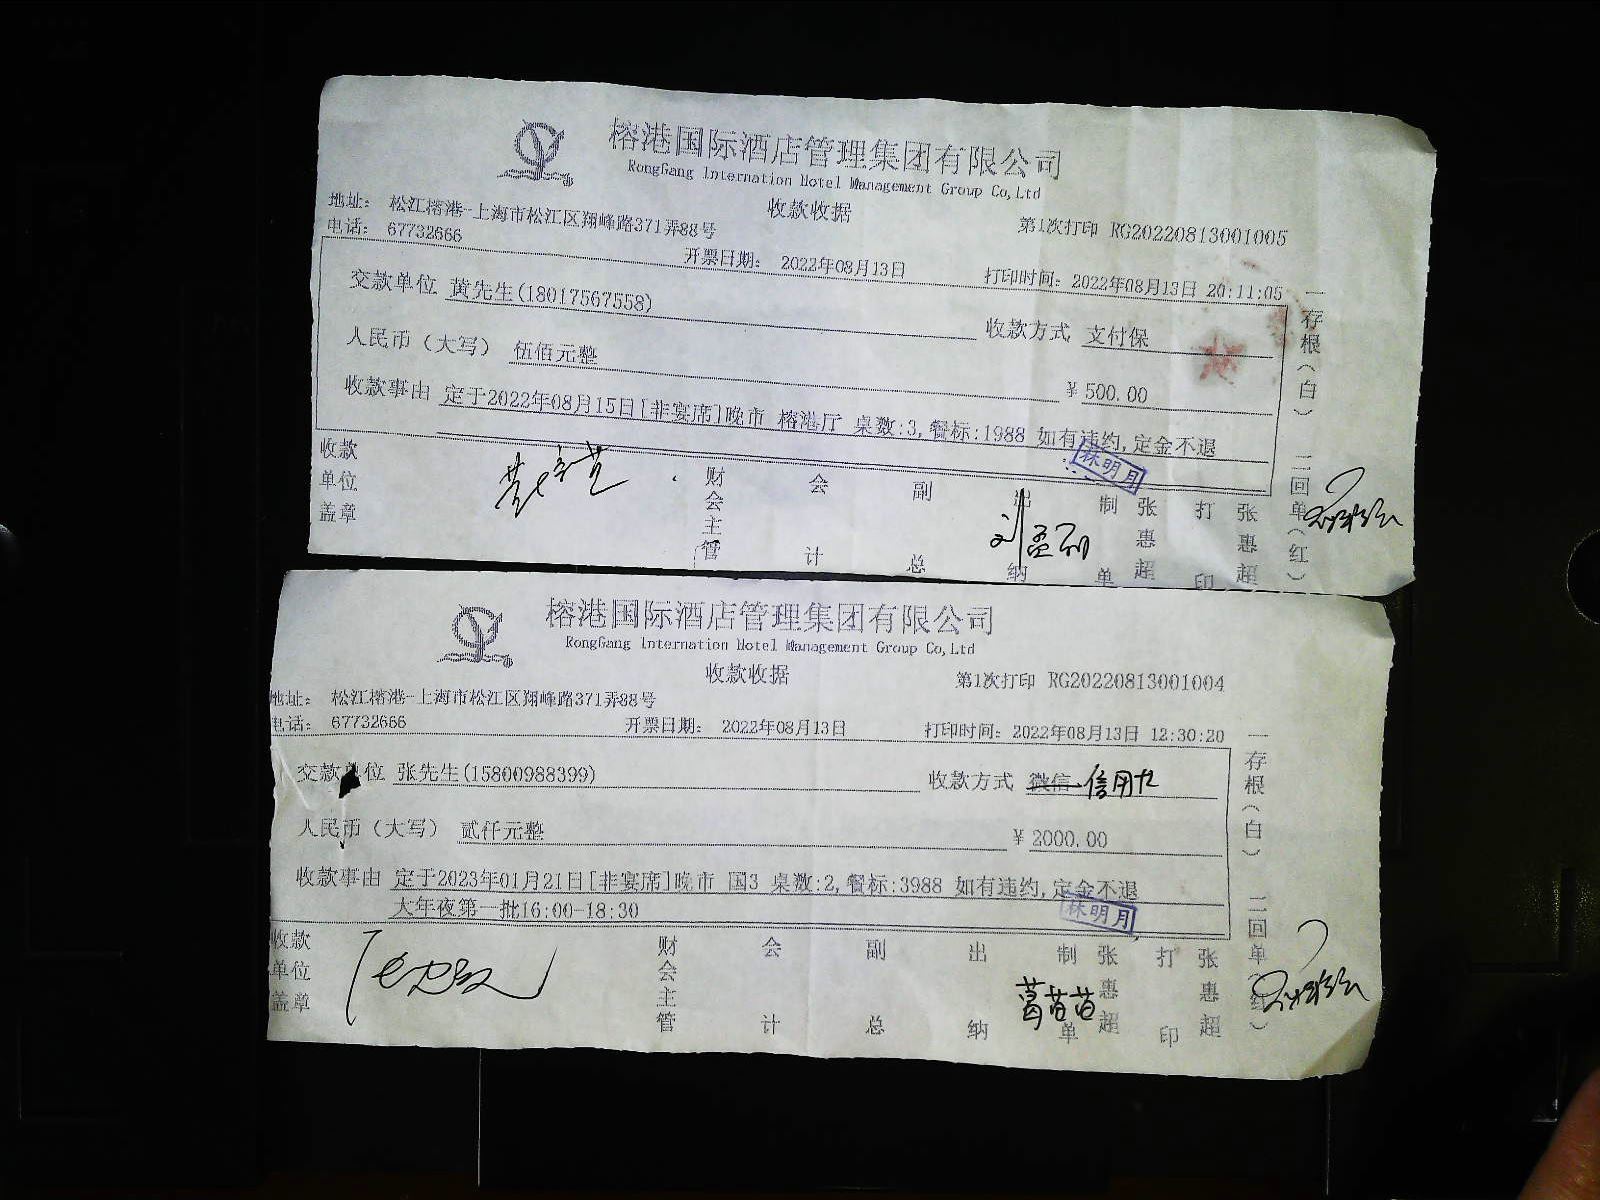 榕港国际酒店管理集团有限公司
RongGang Internation Hotel Management Group Co,Ltd
收款收据
地址： 松江榕港-上海市松江区翔峰路371弄88号
第1次打印 RG20220813001005
电话： 67732666
开票日期： 2022年08月13日
打印时间：2022年08月13日 20:11:05
交款单位 黄先生(18017567558)
收款方式 支付保
人民币（大写） 伍佰元整
￥500.00
收款事由 定于2022年08月15日[非宴席]晚市 榕港厅 桌数:3,餐标:1988 如有违约,定金不退
林明月
收款单位盖章
财会主管
会计
副总
出纳
制单 张惠超
打印 张惠超
一存根（白） 二回单（红）
榕港国际酒店管理集团有限公司
RongGang Internation Hotel Management Group Co,Ltd
收款收据
第1次打印 RG20220813001004
地址： 松江榕港-上海市松江区翔峰路371弄88号
电话： 67732666
开票日期： 2022年08月13日
打印时间：2022年08月13日 12:30:20
交款单位 张先生(15800988399)
收款方式 微信 信用卡
人民币（大写） 贰仟元整
￥2000.00
收款事由 定于2023年01月21日[非宴席]晚市 国3 桌数:2,餐标:3988 如有违约,定金不退
大年夜第一批16:00-18:30
林明月
收款单位盖章
财会主管
会计
副总
出纳
葛苗苗
制单 张惠超
打印 张惠超
一存根（白） 二回单（红）